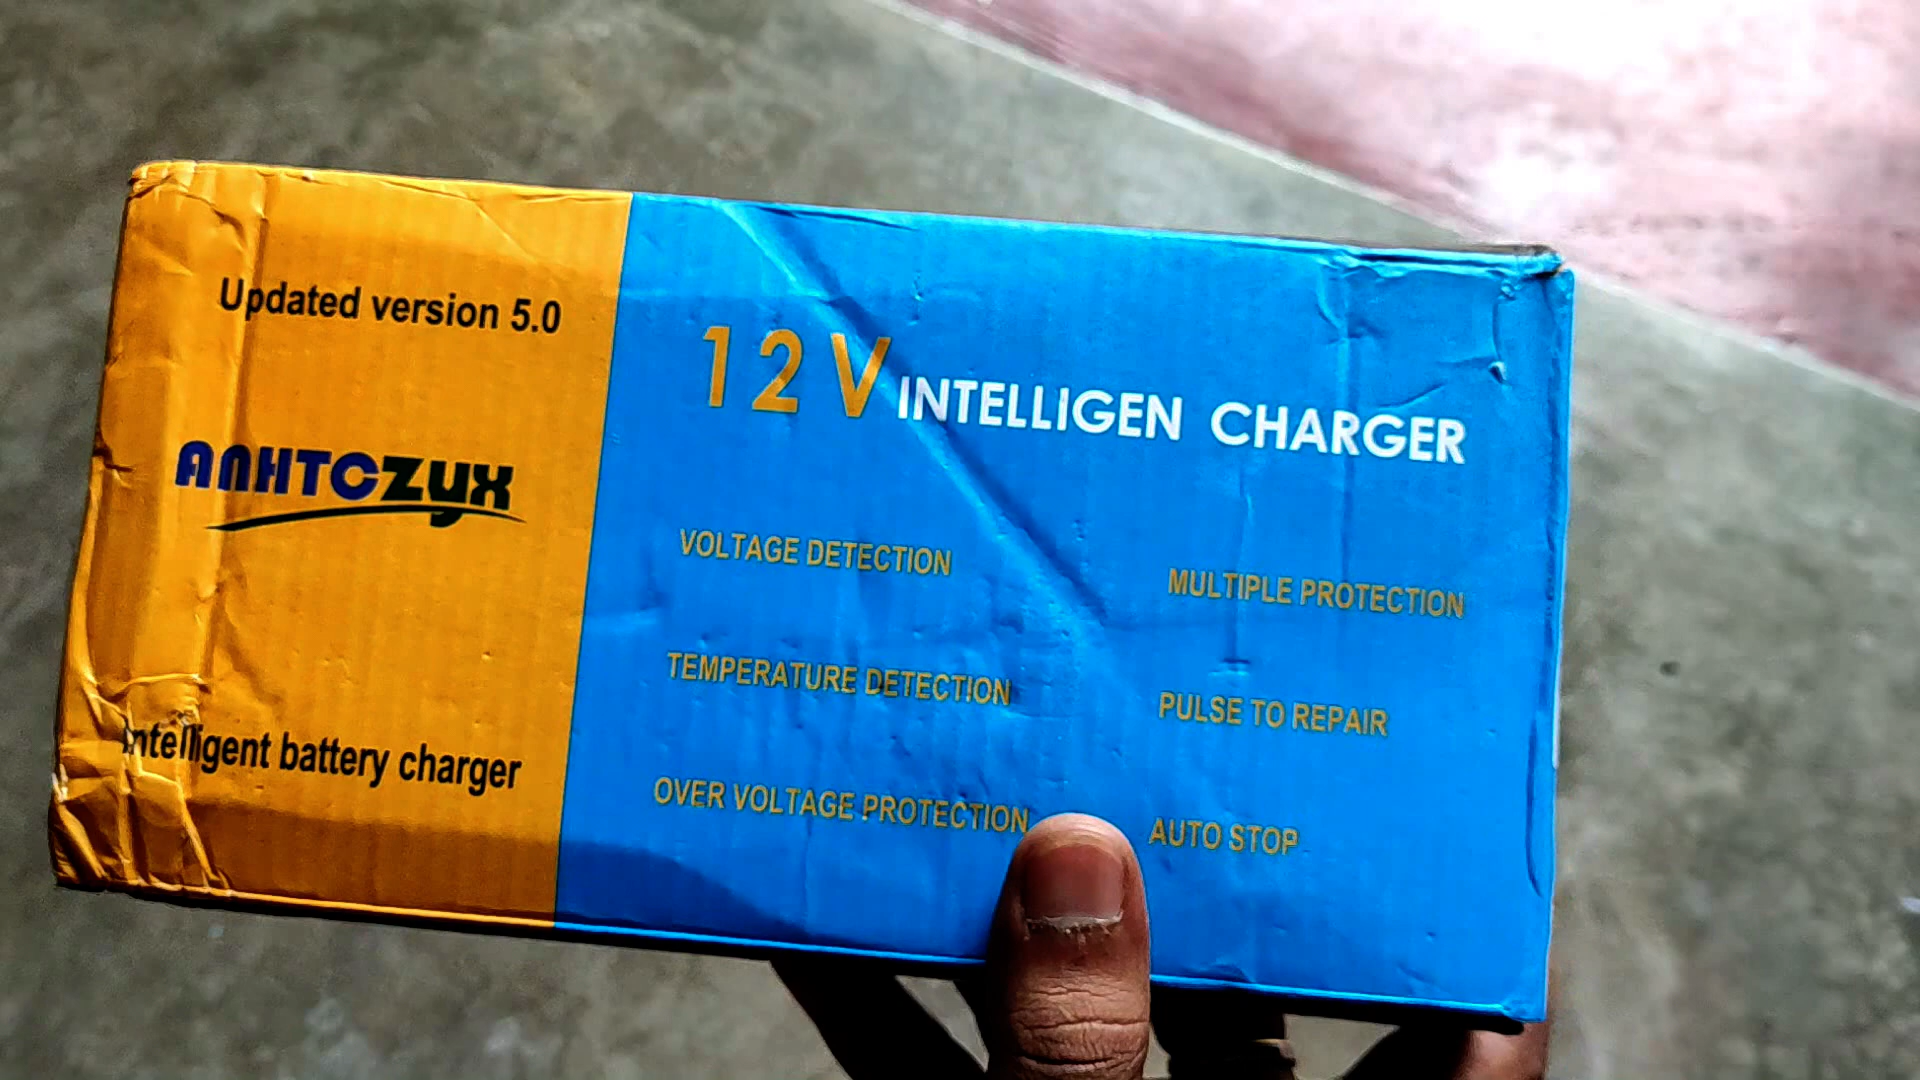 Updated version 5.0
ANHTCZYX
Intelligent battery charger
12V INTELLIGEN CHARGER
VOLTAGE DETECTION
MULTIPLE PROTECTION
TEMPERATURE DETECTION
PULSE TO REPAIR
OVER VOLTAGE PROTECTION
AUTO STOP